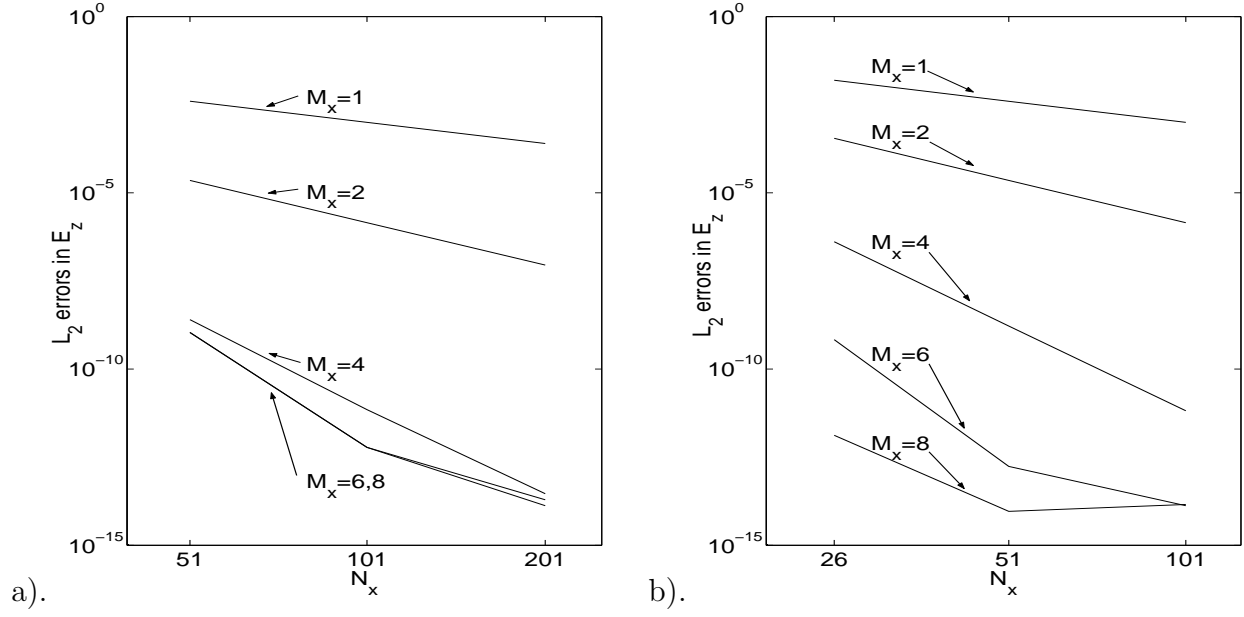 10^0
10^-5
10^-10
10^-15
L_2 errors in E_z
M_x=1
M_x=2
M_x=4
M_x=6,8
51
101
201
N_x
a).
10^0
10^-5
10^-10
10^-15
L_2 errors in E_z
M_x=1
M_x=2
M_x=4
M_x=6
M_x=8
26
51
101
N_x
b).